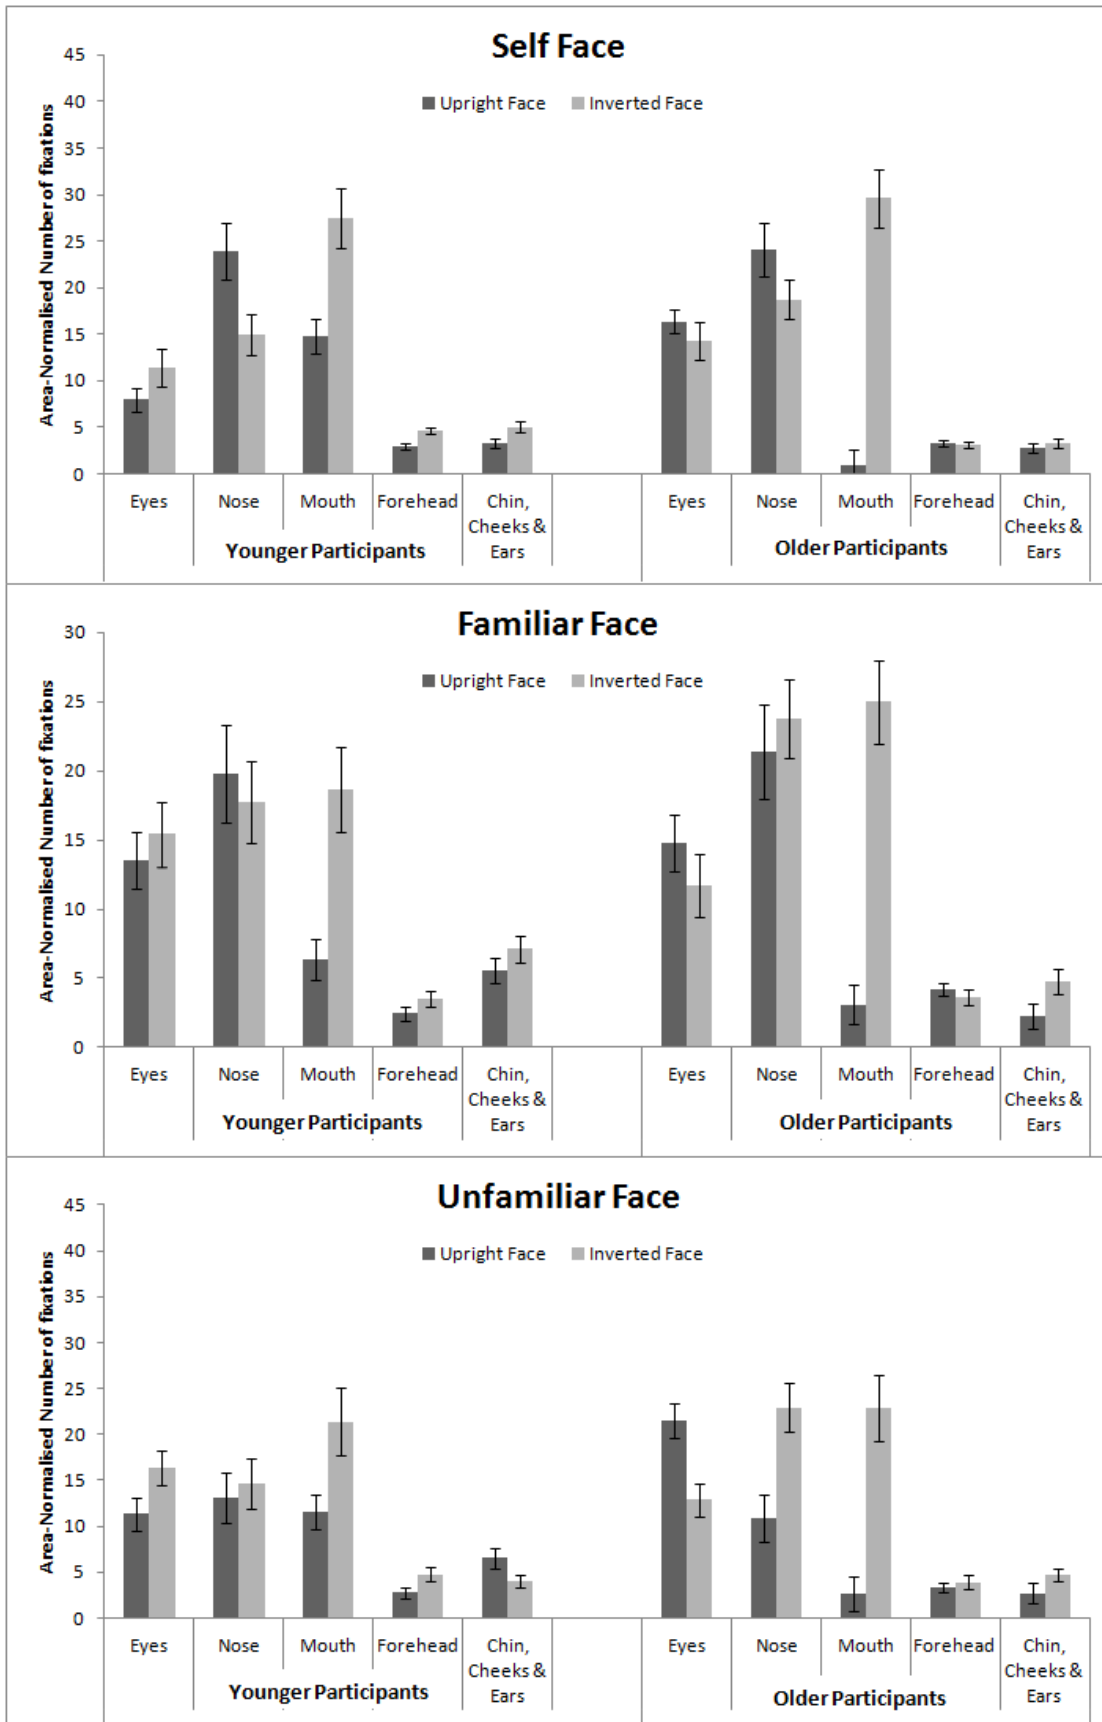 Self Face
Upright Face Inverted Face
Area-Normalised Number of fixations
45
40
35
30
25
20
15
10
5
0
Eyes Nose Mouth Forehead Chin, Cheeks & Ears
Younger Participants
Eyes Nose Mouth Forehead Chin, Cheeks & Ears
Older Participants
Familiar Face
Upright Face Inverted Face
Area-Normalised Number of fixations
30
25
20
15
10
5
0
Eyes Nose Mouth Forehead Chin, Cheeks & Ears
Younger Participants
Eyes Nose Mouth Forehead Chin, Cheeks & Ears
Older Participants
Unfamiliar Face
Upright Face Inverted Face
Area-Normalised Number of fixations
45
40
35
30
25
20
15
10
5
0
Eyes Nose Mouth Forehead Chin, Cheeks & Ears
Younger Participants
Eyes Nose Mouth Forehead Chin, Cheeks & Ears
Older Participants